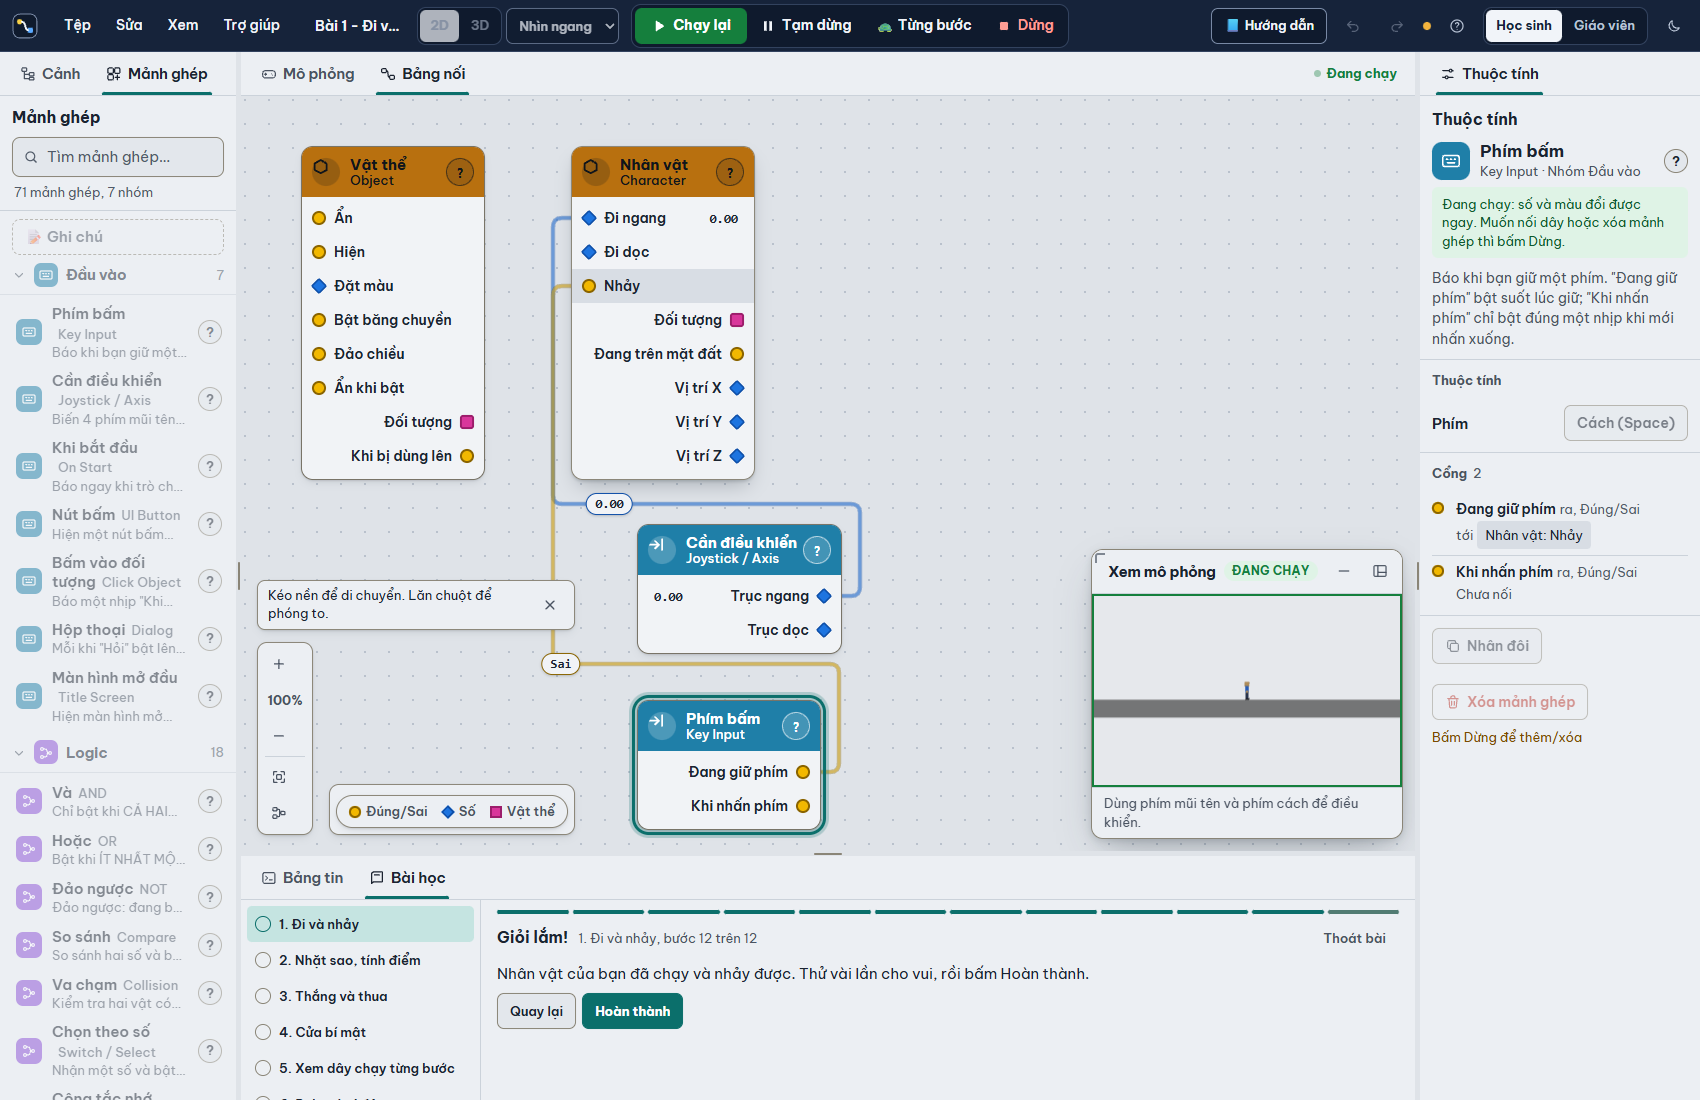 Tệp Sửa Xem Trợ giúp Bài 1 - Đi v... 2D 3D Nhìn ngang Chạy lại Tạm dừng Từng bước Dừng Hướng dẫn Học sinh Giáo viên
Cảnh Mảnh ghép
Mảnh ghép
Tìm mảnh ghép...
71 mảnh ghép, 7 nhóm
Ghi chú
Đầu vào 7
Phím bấm
Key Input
Báo khi bạn giữ một...
?
Cần điều khiển
Joystick / Axis
Biến 4 phím mũi tên...
?
Khi bắt đầu
On Start
Báo ngay khi trò ch...
?
Nút bấm UI Button
Hiện một nút bấm...
?
Bấm vào đối
tượng Click Object
Báo một nhịp "Khi...
?
Hộp thoại Dialog
Mỗi khi "Hỏi" bật lên...
?
Màn hình mở đầu
Title Screen
Hiện màn hình mở...
?
Logic 18
Và AND
Chỉ bật khi CẢ HAI...
?
Hoặc OR
Bật khi ÍT NHẤT MỘ...
?
Đảo ngược NOT
Đảo ngược: đang b...
?
So sánh Compare
So sánh hai số và b...
?
Va chạm Collision
Kiểm tra hai vật có...
?
Chọn theo số
Switch / Select
Nhận một số và bật...
?
Công tắc nhớ
Mô phỏng Bảng nối
Đang chạy
Vật thể
Object
?
Ẩn
Hiện
Đặt màu
Bật băng chuyền
Đảo chiều
Ẩn khi bật
Đối tượng
Khi bị dùng lên
Nhân vật
Character
?
Đi ngang 0.00
Đi dọc
Nhảy
Đối tượng
Đang trên mặt đất
Vị trí X
Vị trí Y
Vị trí Z
0.00
Cần điều khiển
Joystick / Axis
?
0.00 Trục ngang
Trục dọc
Sai
Phím bấm
Key Input
?
Đang giữ phím
Khi nhấn phím
Kéo nền để di chuyển. Lăn chuột để
phóng to.
+
100%
−
Đúng/Sai Số Vật thể
Xem mô phỏng ĐANG CHẠY
Dùng phím mũi tên và phím cách để điều
khiển.
Bảng tin Bài học
1. Đi và nhảy
2. Nhặt sao, tính điểm
3. Thắng và thua
4. Cửa bí mật
5. Xem dây chạy từng bước
Giỏi lắm! 1. Đi và nhảy, bước 12 trên 12
Thoát bài
Nhân vật của bạn đã chạy và nhảy được. Thử vài lần cho vui, rồi bấm Hoàn thành.
Quay lại Hoàn thành
Thuộc tính
Thuộc tính
Phím bấm
Key Input · Nhóm Đầu vào
?
Đang chạy: số và màu đổi được
ngay. Muốn nối dây hoặc xóa mảnh
ghép thì bấm Dừng.
Báo khi bạn giữ một phím. "Đang giữ
phím" bật suốt lúc giữ; "Khi nhấn
phím" chỉ bật đúng một nhịp khi mới
nhấn xuống.
Thuộc tính
Phím Cách (Space)
Cổng 2
Đang giữ phím ra, Đúng/Sai
tới Nhân vật: Nhảy
Khi nhấn phím ra, Đúng/Sai
Chưa nối
Nhân đôi
Xóa mảnh ghép
Bấm Dừng để thêm/xóa